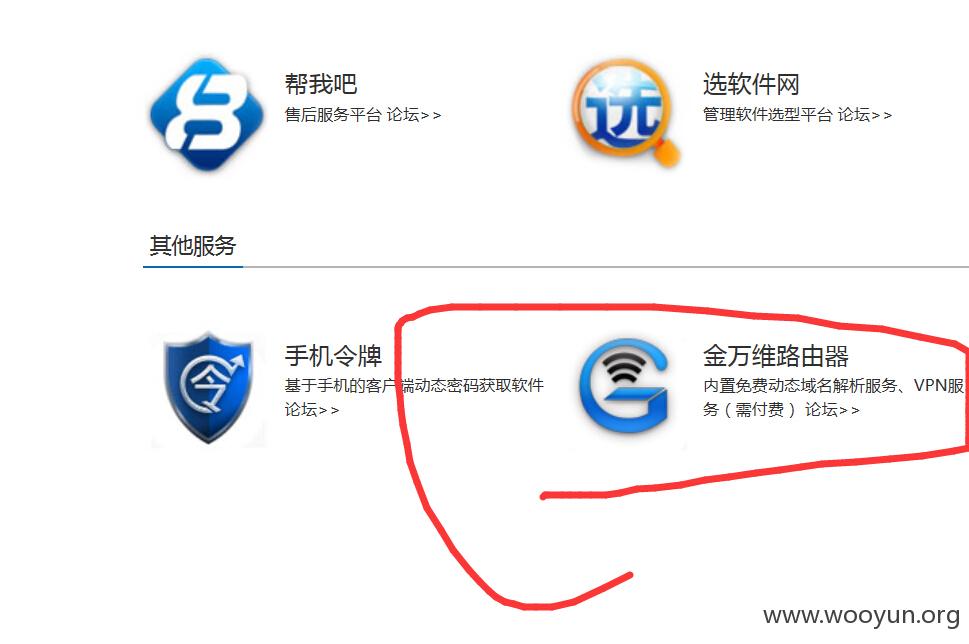 帮我吧
售后服务平台 论坛>>
选软件网
管理软件选型平台 论坛>>
选
其他服务
手机令牌
基于手机的客户端动态密码获取软件
论坛>>
令
金万维路由器
内置免费动态域名解析服务、VPN服
务（需付费 ）论坛>>
www.wooyun.org